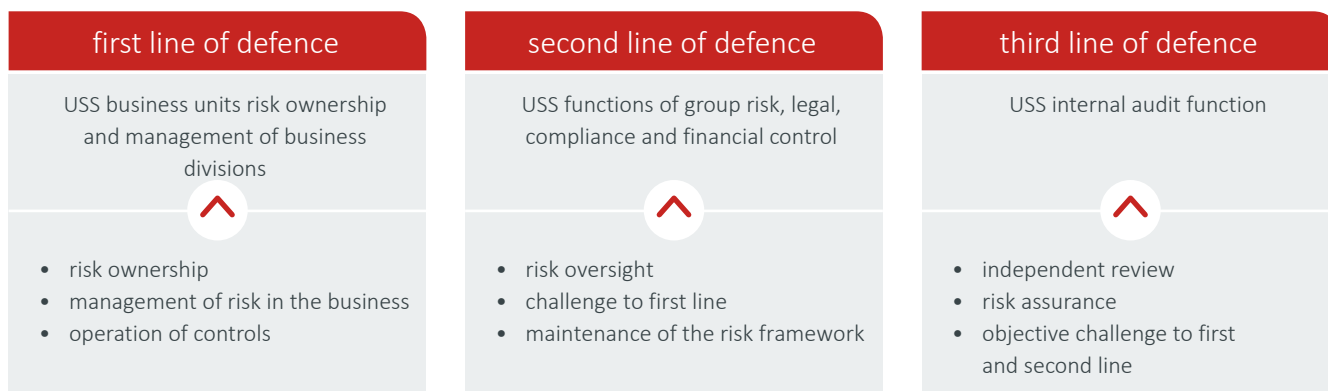 first line of defence
USS business units risk ownership
and management of business
divisions
• risk ownership
• management of risk in the business
• operation of controls
second line of defence
USS functions of group risk, legal,
compliance and financial control
• risk oversight
• challenge to first line
• maintenance of the risk framework
third line of defence
USS internal audit function
• independent review
• risk assurance
• objective challenge to first
and second line